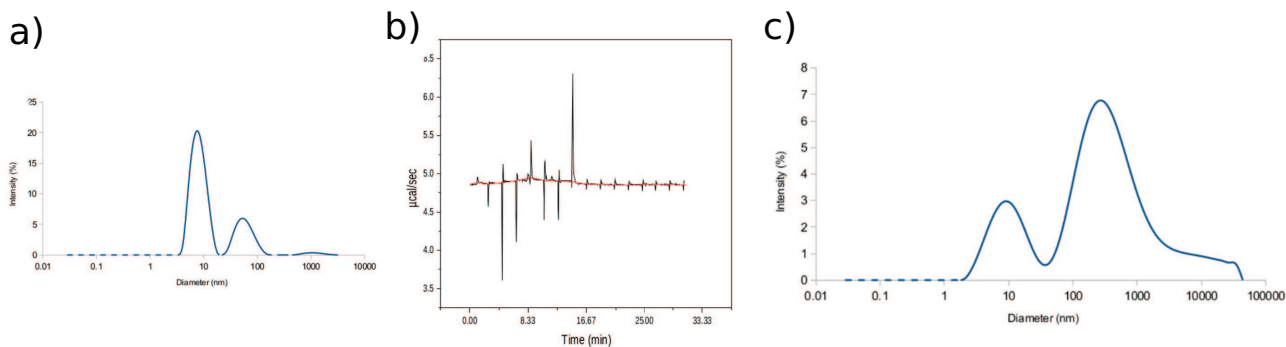 a)
25
20
15
10
5
0
Intensity (%)
0.01 0.1 1 10 100 1000 10000
Diameter (nm)
b)
6.5
6.0
5.5
5.0
4.5
4.0
3.5
µcal/sec
0.00 8.33 16.67 25.00 33.33
Time (min)
c)
8
7
6
5
4
3
2
1
0
Intensity (%)
0.01 0.1 1 10 100 1000 10000 100000
Diameter (nm)